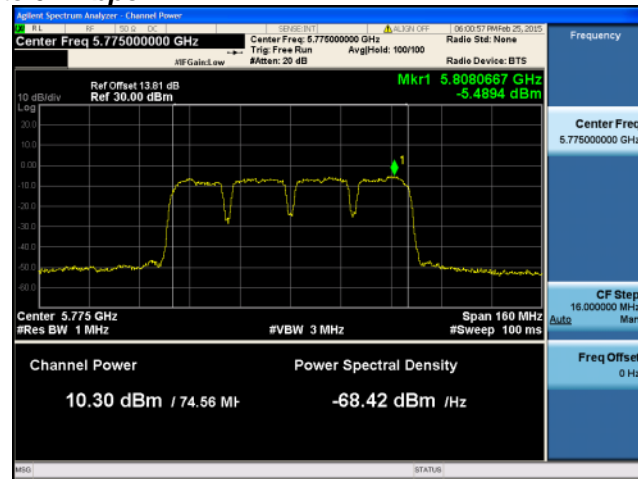 Agilent Spectrum Analyzer - Channel Power
RL RF 50 Ω DC SENSE:INT ALIGN OFF 06:00:57 PMFeb 25, 2015
Center Freq 5.775000000 GHz
Center Freq: 5.775000000 GHz
Radio Std: None
Trig: Free Run Avg|Hold: 100/100
#IFGain:Low #Atten: 20 dB Radio Device: BTS
Frequency
Ref Offset 13.81 dB
10 dB/div Ref 30.00 dBm
Mkr1 5.8080667 GHz
-5.4894 dBm
Log
20.0
10.0
0.00
-10.0
-20.0
-30.0
-40.0
-50.0
-60.0
1
Center 5.775 GHz
Span 160 MHz
#Res BW 1 MHz
#VBW 3 MHz
#Sweep 100 ms
Channel Power
Power Spectral Density
10.30 dBm / 74.56 MH
-68.42 dBm /Hz
Center Freq
5.775000000 GHz
CF Step
16.000000 MHz
Auto Man
Freq Offset
0 Hz
MSG
STATUS